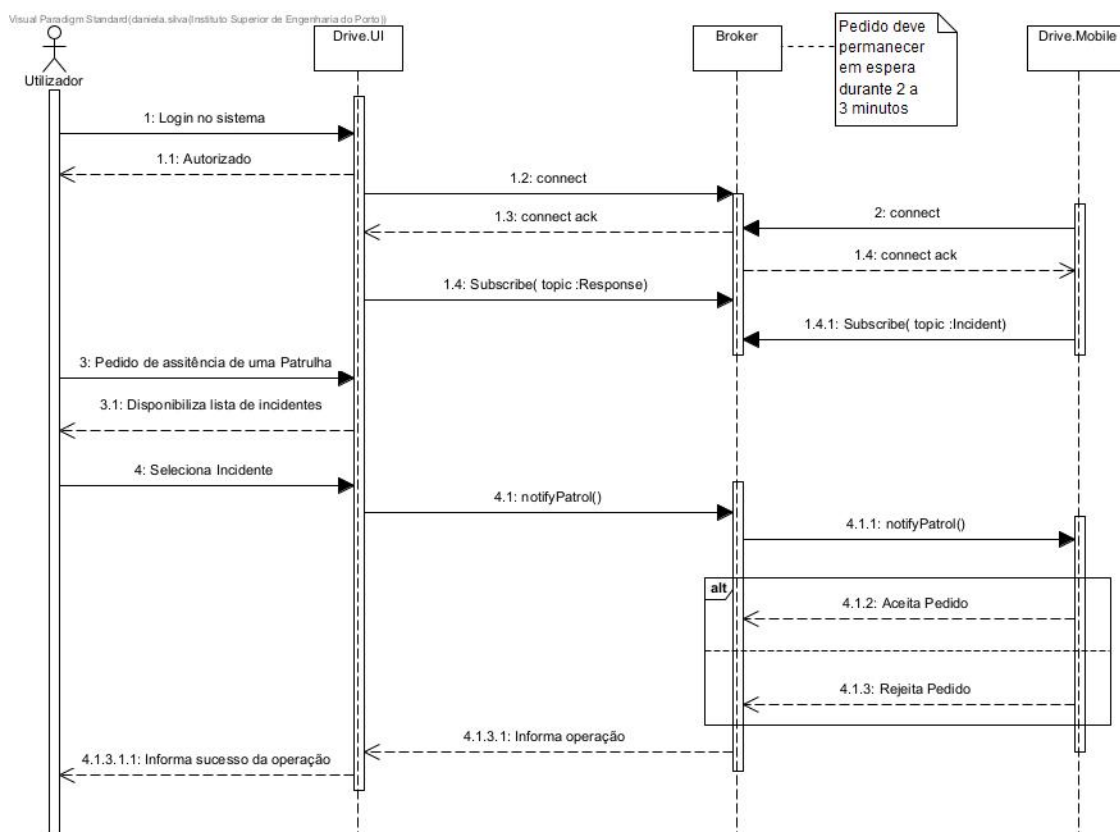 Visual Paradigm Standard(daniela.silva(Instituto Superior de Engenharia do Porto))
Utilizador
Drive.UI
Broker
Pedido deve
permanecer
em espera
durante 2 a
3 minutos
Drive.Mobile
1: Login no sistema
1.1: Autorizado
1.2: connect
1.3: connect ack
2: connect
1.4: connect ack
1.4: Subscribe( topic :Response)
1.4.1: Subscribe( topic :Incident)
3: Pedido de assitência de uma Patrulha
3.1: Disponibiliza lista de incidentes
4: Seleciona Incidente
4.1: notifyPatrol()
4.1.1: notifyPatrol()
alt
4.1.2: Aceita Pedido
4.1.3: Rejeita Pedido
4.1.3.1: Informa operação
4.1.3.1.1: Informa sucesso da operação